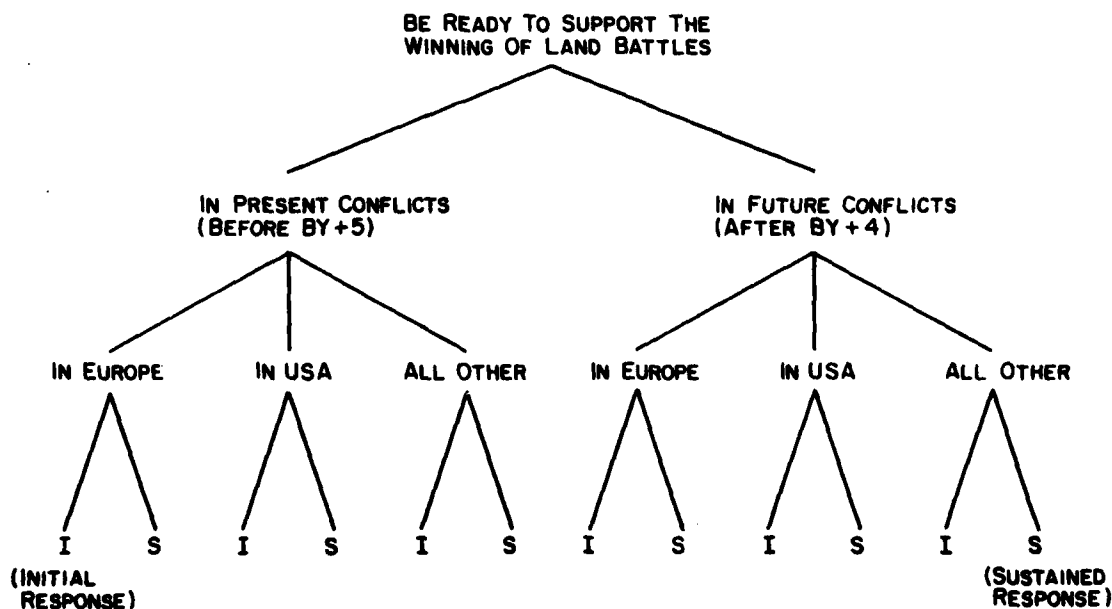 BE READY TO SUPPORT THE
WINNING OF LAND BATTLES
IN PRESENT CONFLICTS
(BEFORE BY+5)
IN FUTURE CONFLICTS
(AFTER BY+4)
IN EUROPE
IN USA
ALL OTHER
IN EUROPE
IN USA
ALL OTHER
I S I S I S I S I S I S
(INITIAL
RESPONSE)
(SUSTAINED
RESPONSE)